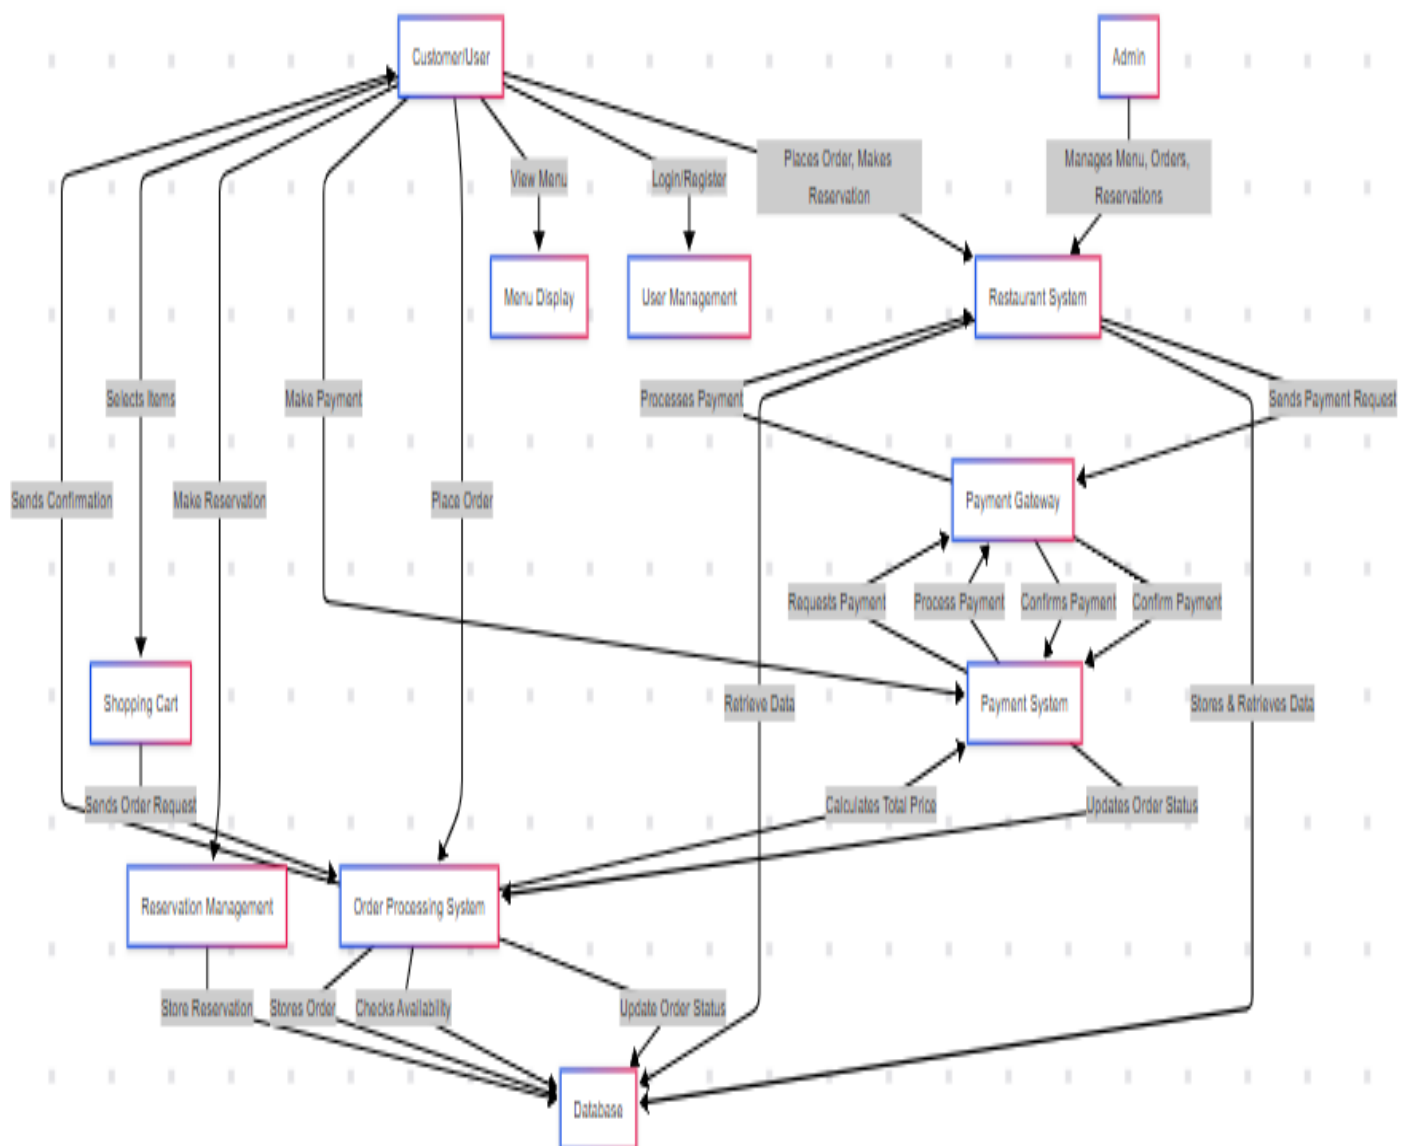 Customer/User
Admin
Places Order, Makes
Reservation
Manages Menu, Orders,
Reservations
View Menu
Login/Register
Menu Display
User Management
Restaurant System
Selects Items
Make Payment
Processes Payment
Sends Payment Request
Sends Confirmation
Make Reservation
Place Order
Payment Gateway
Requests Payment
Process Payment
Confirms Payment
Confirm Payment
Shopping Cart
Retrieve Data
Payment System
Stores & Retrieves Data
Sends Order Request
Calculates Total Price
Updates Order Status
Reservation Management
Order Processing System
Store Reservation
Stores Order
Checks Availability
Update Order Status
Database